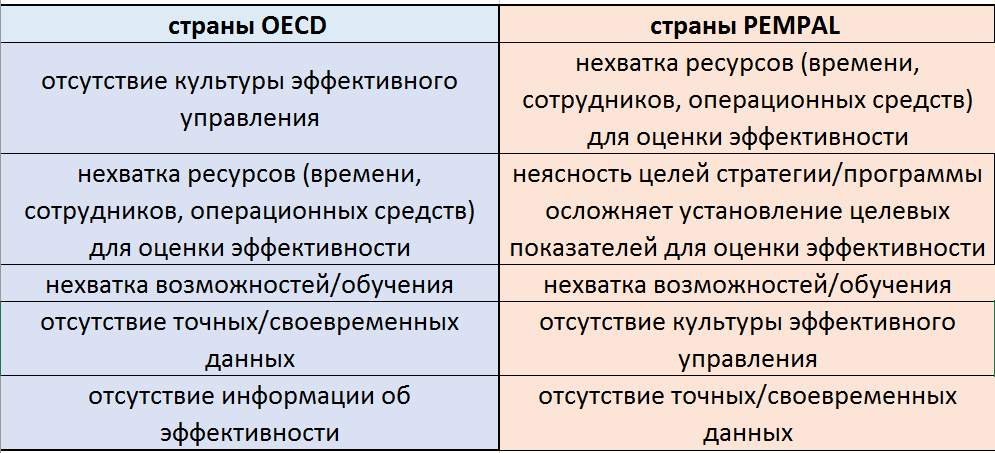 страны OECD
страны PEMPAL
отсутствие культуры эффективного
управления
нехватка ресурсов (времени,
сотрудников, операционных средств)
для оценки эффективности
нехватка ресурсов (времени,
сотрудников, операционных средств)
для оценки эффективности
неясность целей стратегии/программы
осложняет установление целевых
показателей для оценки эффективности
нехватка возможностей/обучения
нехватка возможностей/обучения
отсутствие точных/своевременных
данных
отсутствие культуры эффективного
управления
отсутствие информации об
эффективности
отсутствие точных/своевременных
данных